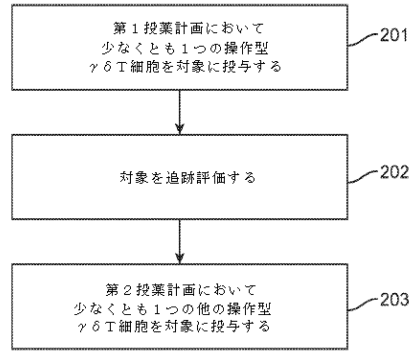 第1投薬計画において
少なくとも1つの操作型
γδT細胞を対象に投与する
201
対象を追跡評価する
202
第2投薬計画において
少なくとも1つの他の操作型
γδT細胞を対象に投与する
203